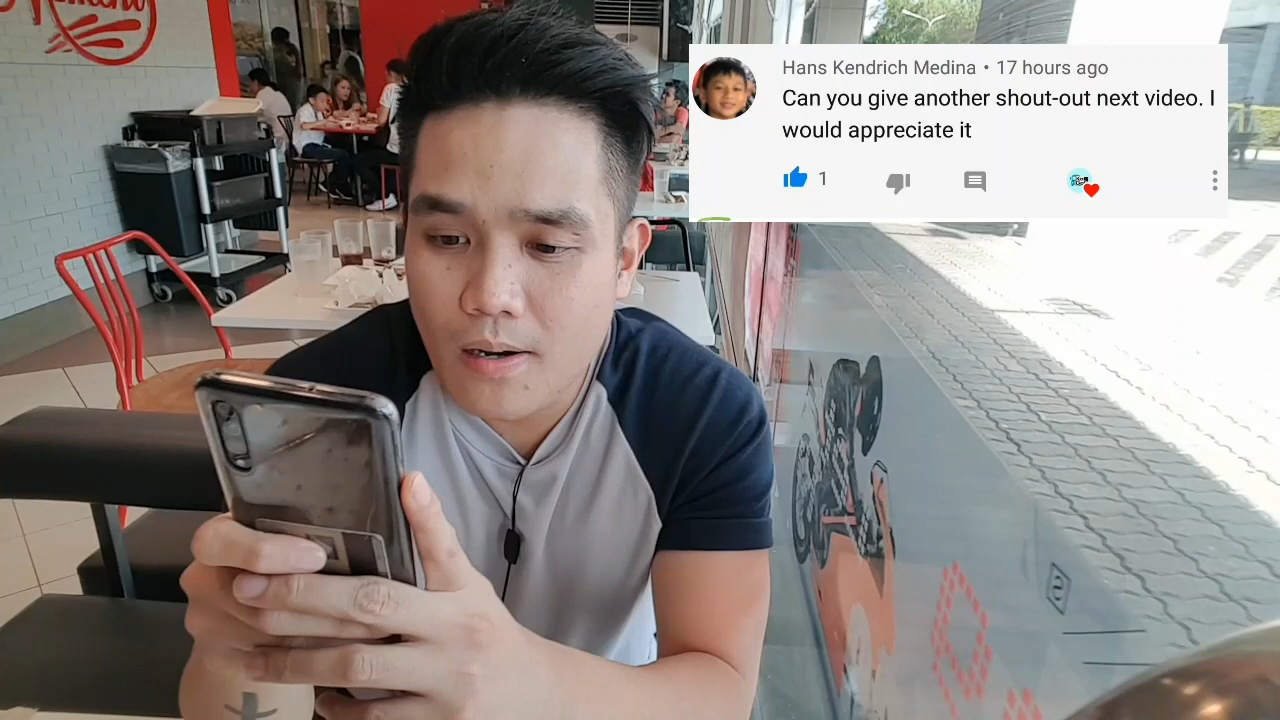 Hans Kendrich Medina • 17 hours ago
Can you give another shout-out next video. I
would appreciate it
1